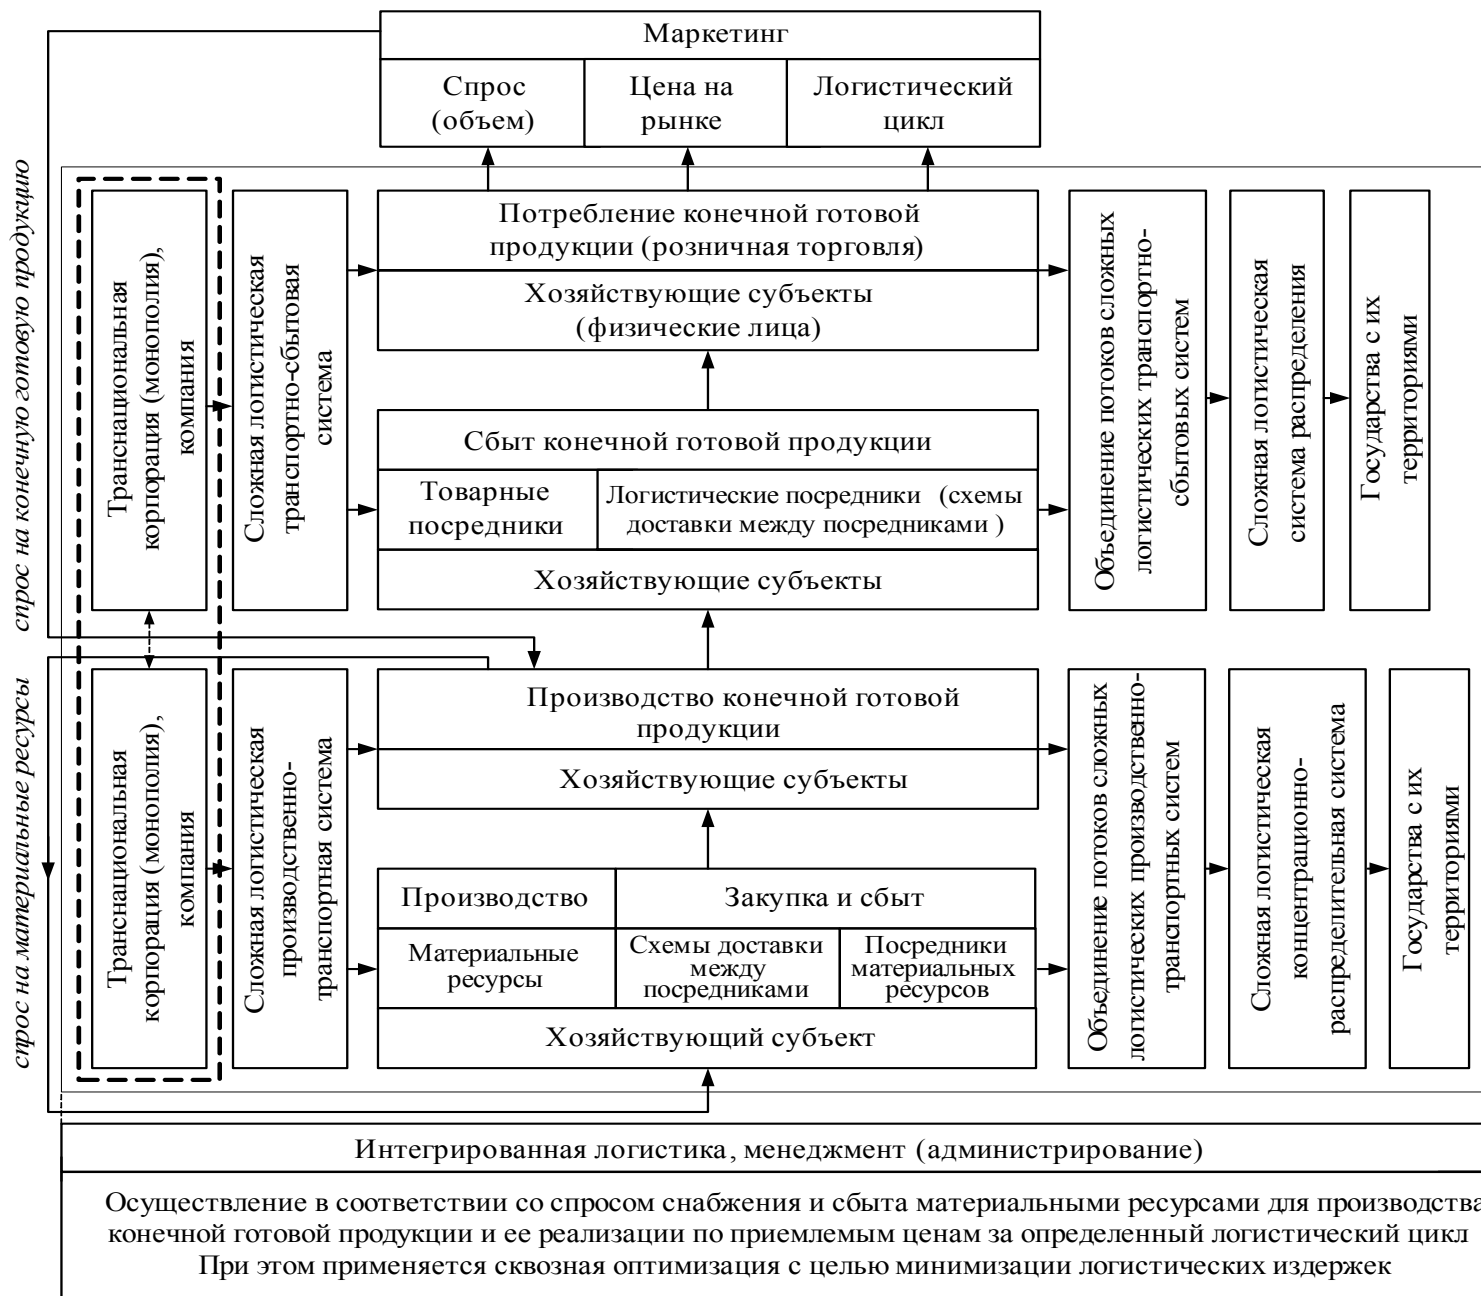 Маркетинг
Спрос
(объем)
Цена на
рынке
Логистический
цикл
спрос на конечную готовую продукцию
Транснациональная
корпорация (монополия),
компания
Сложная логистическая
транспортно-сбытовая
система
Потребление конечной готовой
продукции (розничная торговля)
Хозяйствующие субъекты
(физические лица)
Сбыт конечной готовой продукции
Товарные
посредники
Логистические посредники (схемы
доставки между посредниками )
Хозяйствующие субъекты
Объединение потоков сложных
логистических транспортно-
сбытовых систем
Сложная логистическая
система распределения
Государства с их
территориями
спрос на материальные ресурсы
Транснациональная
корпорация (монополия),
компания
Сложная логистическая
производственно-
транспортная система
Производство конечной готовой
продукции
Хозяйствующие субъекты
Производство
Закупка и сбыт
Материальные
ресурсы
Схемы доставки
между
посредниками
Посредники
материальных
ресурсов
Хозяйствующий субъект
Объединение потоков сложных
логистических производственно-
транспортных систем
Сложная логистическая
концентрационно-
распределительная система
Государства с их
территориями
Интегрированная логистика, менеджмент (администрирование)
Осуществление в соответствии со спросом снабжения и сбыта материальными ресурсами для производства
конечной готовой продукции и ее реализации по приемлемым ценам за определенный логистический цикл
При этом применяется сквозная оптимизация с целью минимизации логистических издержек